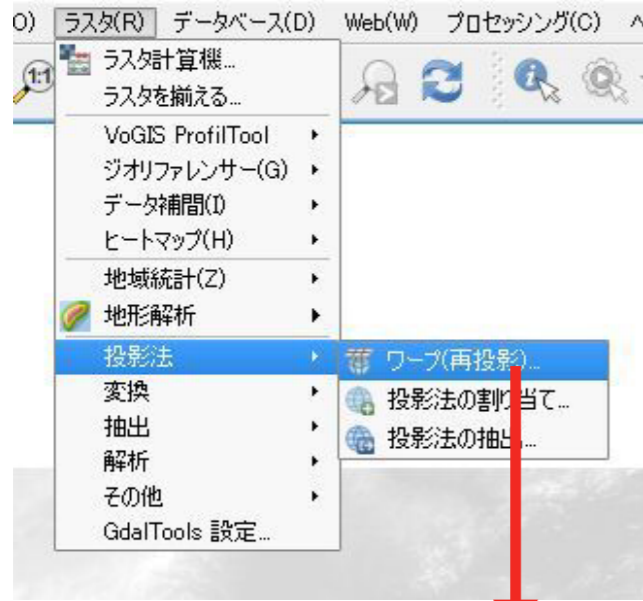 O) ラスタ(R) データベース(D) Web(W) プロセッシング(C)
1:1
ラスタ計算機...
ラスタを揃える...
VoGIS ProfilTool
ジオリファレンサー(G)
データ補間(I)
ヒートマップ(H)
地域統計(Z)
地形解析
投影法
ワープ(再投影)...
変換
投影法の割り当て...
抽出
投影法の抽出...
解析
その他
GdalTools 設定...